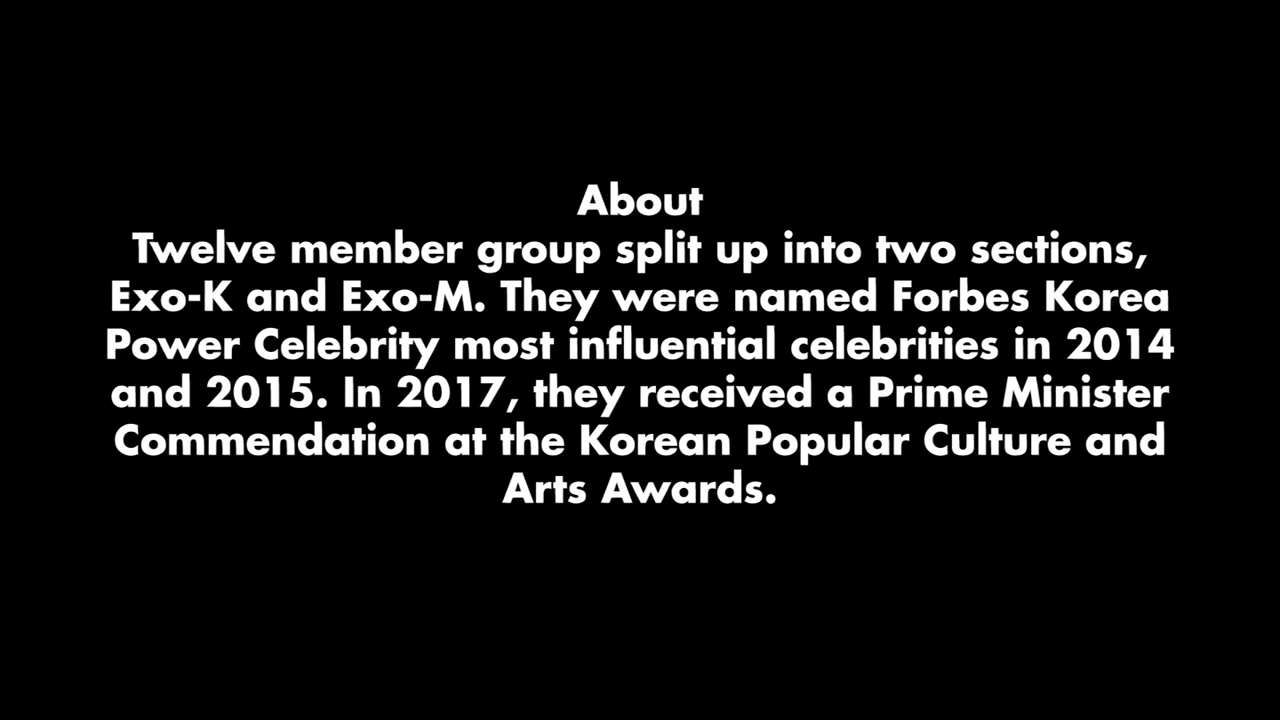 About
Twelve member group split up into two sections,
Exo-K and Exo-M. They were named Forbes Korea
Power Celebrity most influential celebrities in 2014
and 2015. In 2017, they received a Prime Minister
Commendation at the Korean Popular Culture and
Arts Awards.